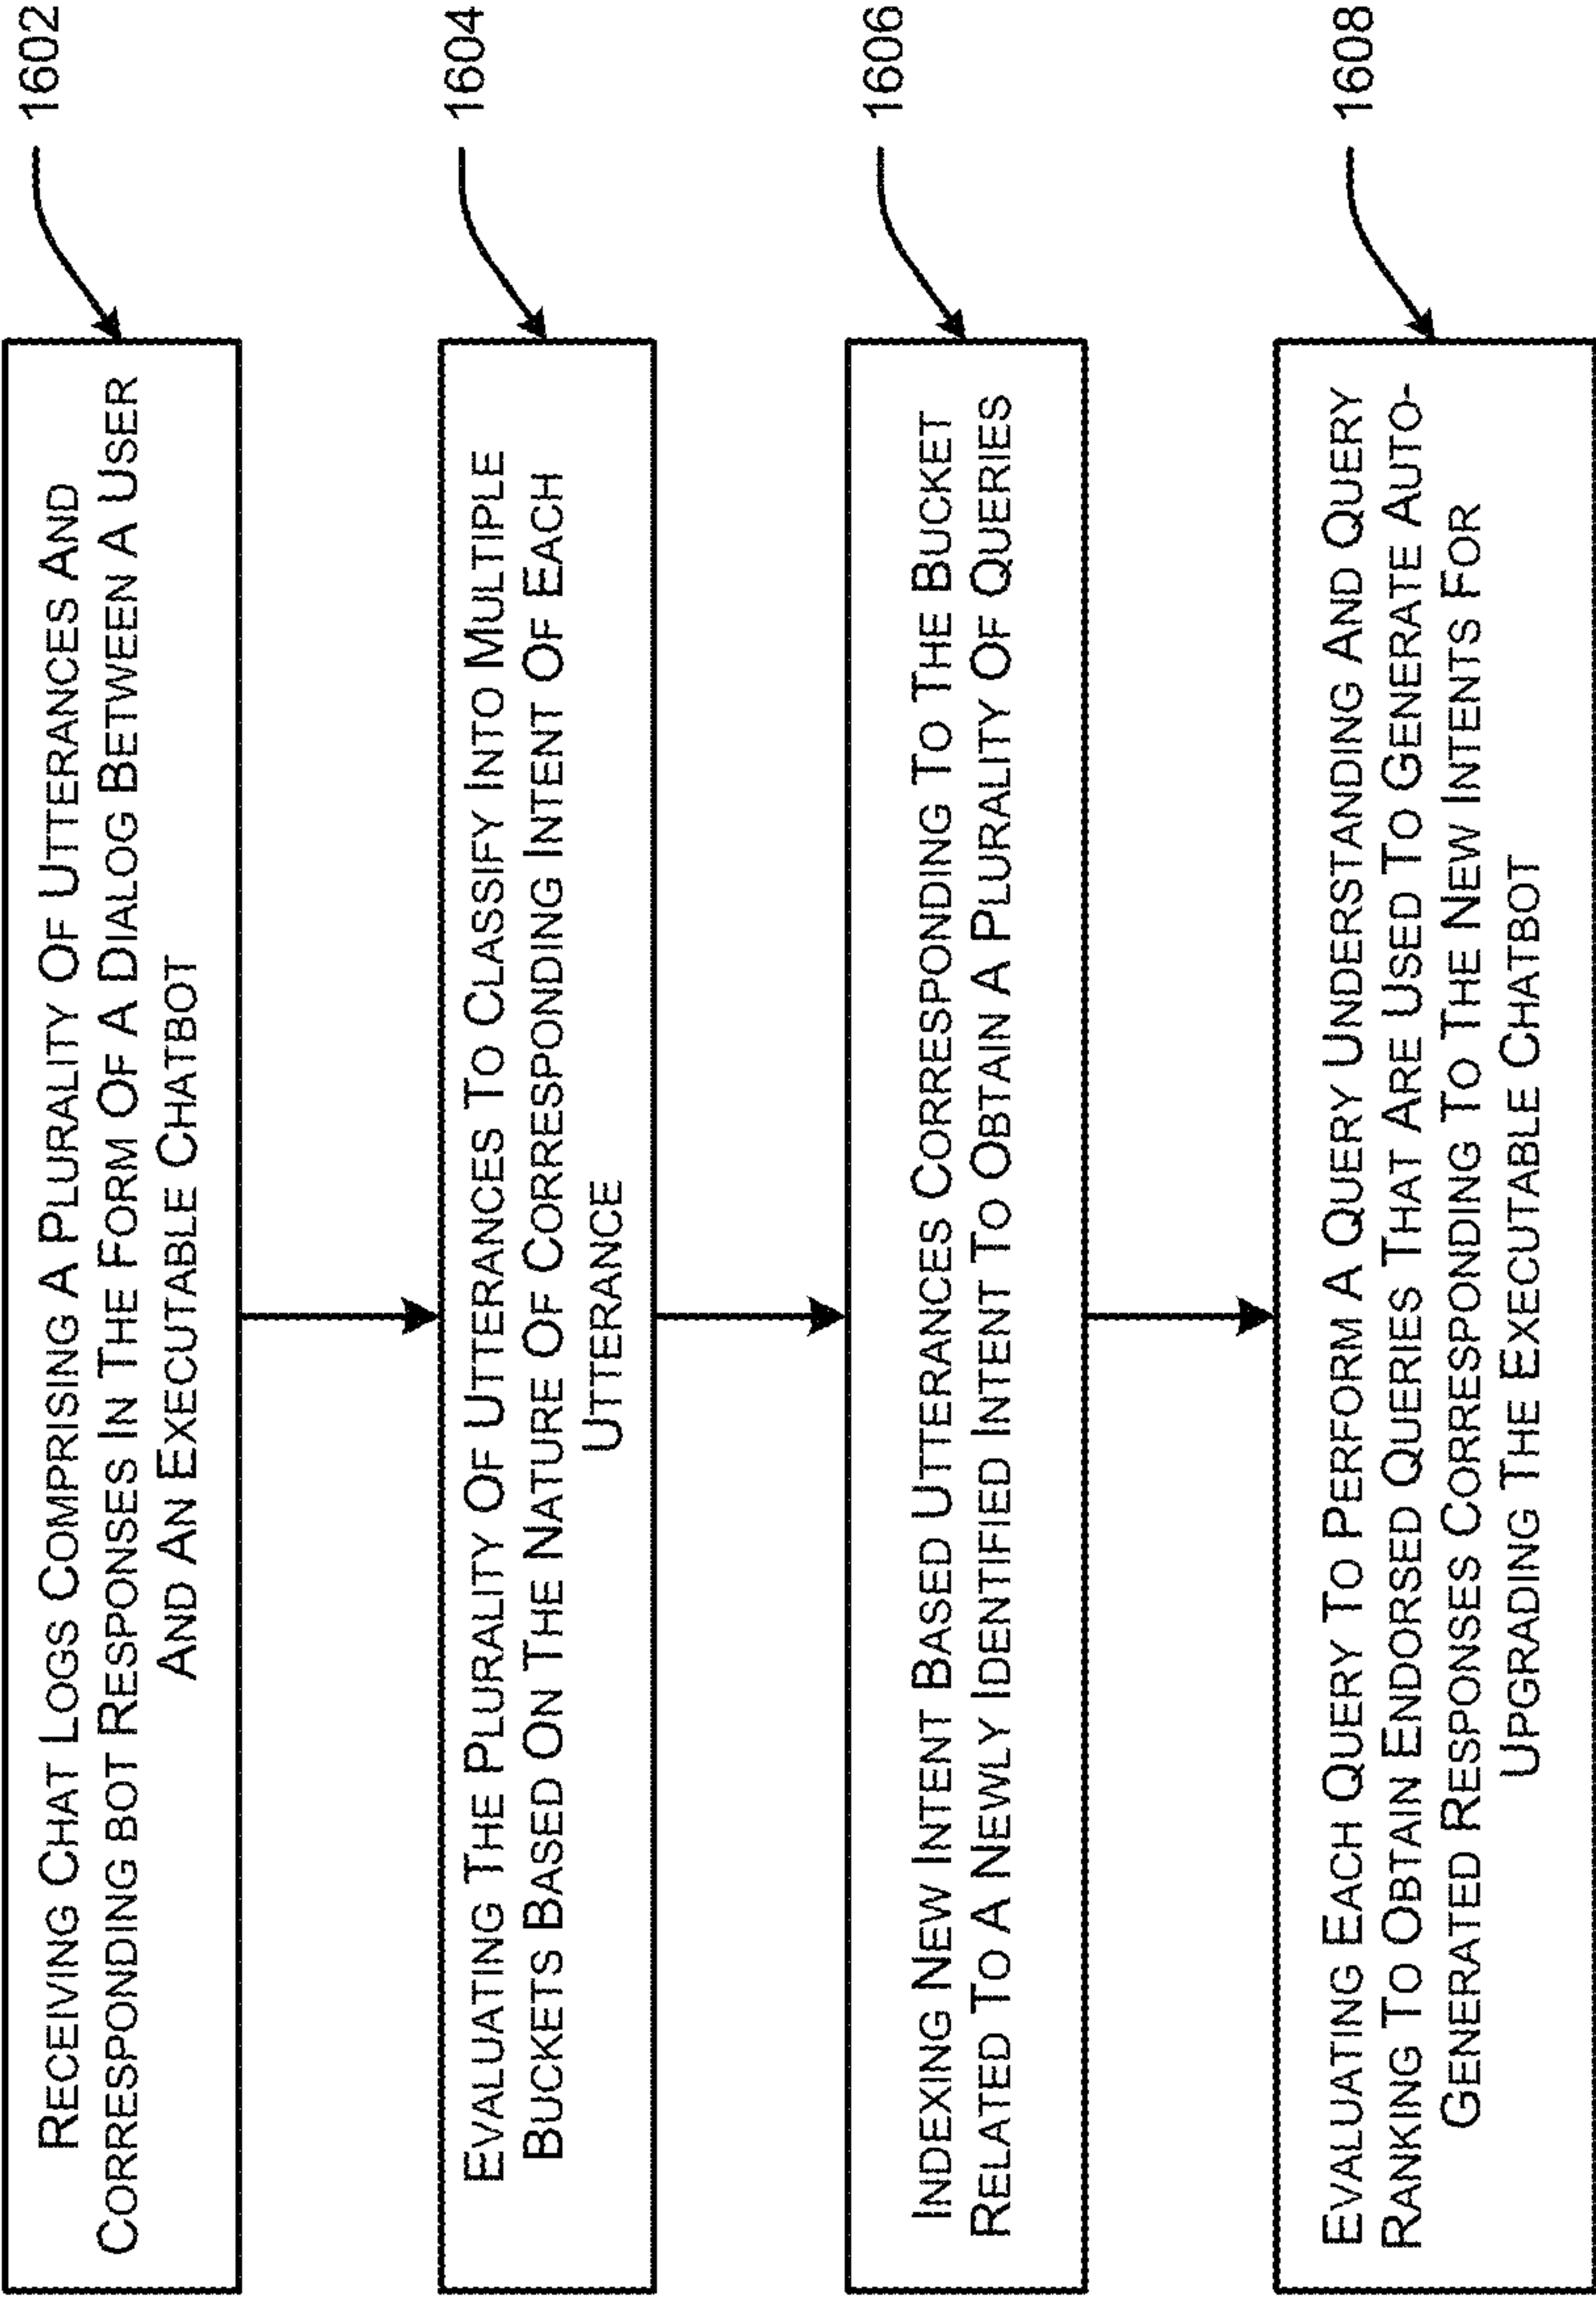 RECEIVING CHAT LOGS COMPRISING A PLURALITY OF UTTERANCES AND
CORRESPONDING BOT RESPONSES IN THE FORM OF A DIALOG BETWEEN A USER
AND AN EXECUTABLE CHATBOT
1602
EVALUATING THE PLURALITY OF UTTERANCES TO CLASSIFY INTO MULTIPLE
BUCKETS BASED ON THE NATURE OF CORRESPONDING INTENT OF EACH
UTTERANCE
1604
INDEXING NEW INTENT BASED UTTERANCES CORRESPONDING TO THE BUCKET
RELATED TO A NEWLY IDENTIFIED INTENT TO OBTAIN A PLURALITY OF QUERIES
1606
EVALUATING EACH QUERY TO PERFORM A QUERY UNDERSTANDING AND QUERY
RANKING TO OBTAIN ENDORSED QUERIES THAT ARE USED TO GENERATE AUTO-
GENERATED RESPONSES CORRESPONDING TO THE NEW INTENTS FOR
UPGRADING THE EXECUTABLE CHATBOT
1608